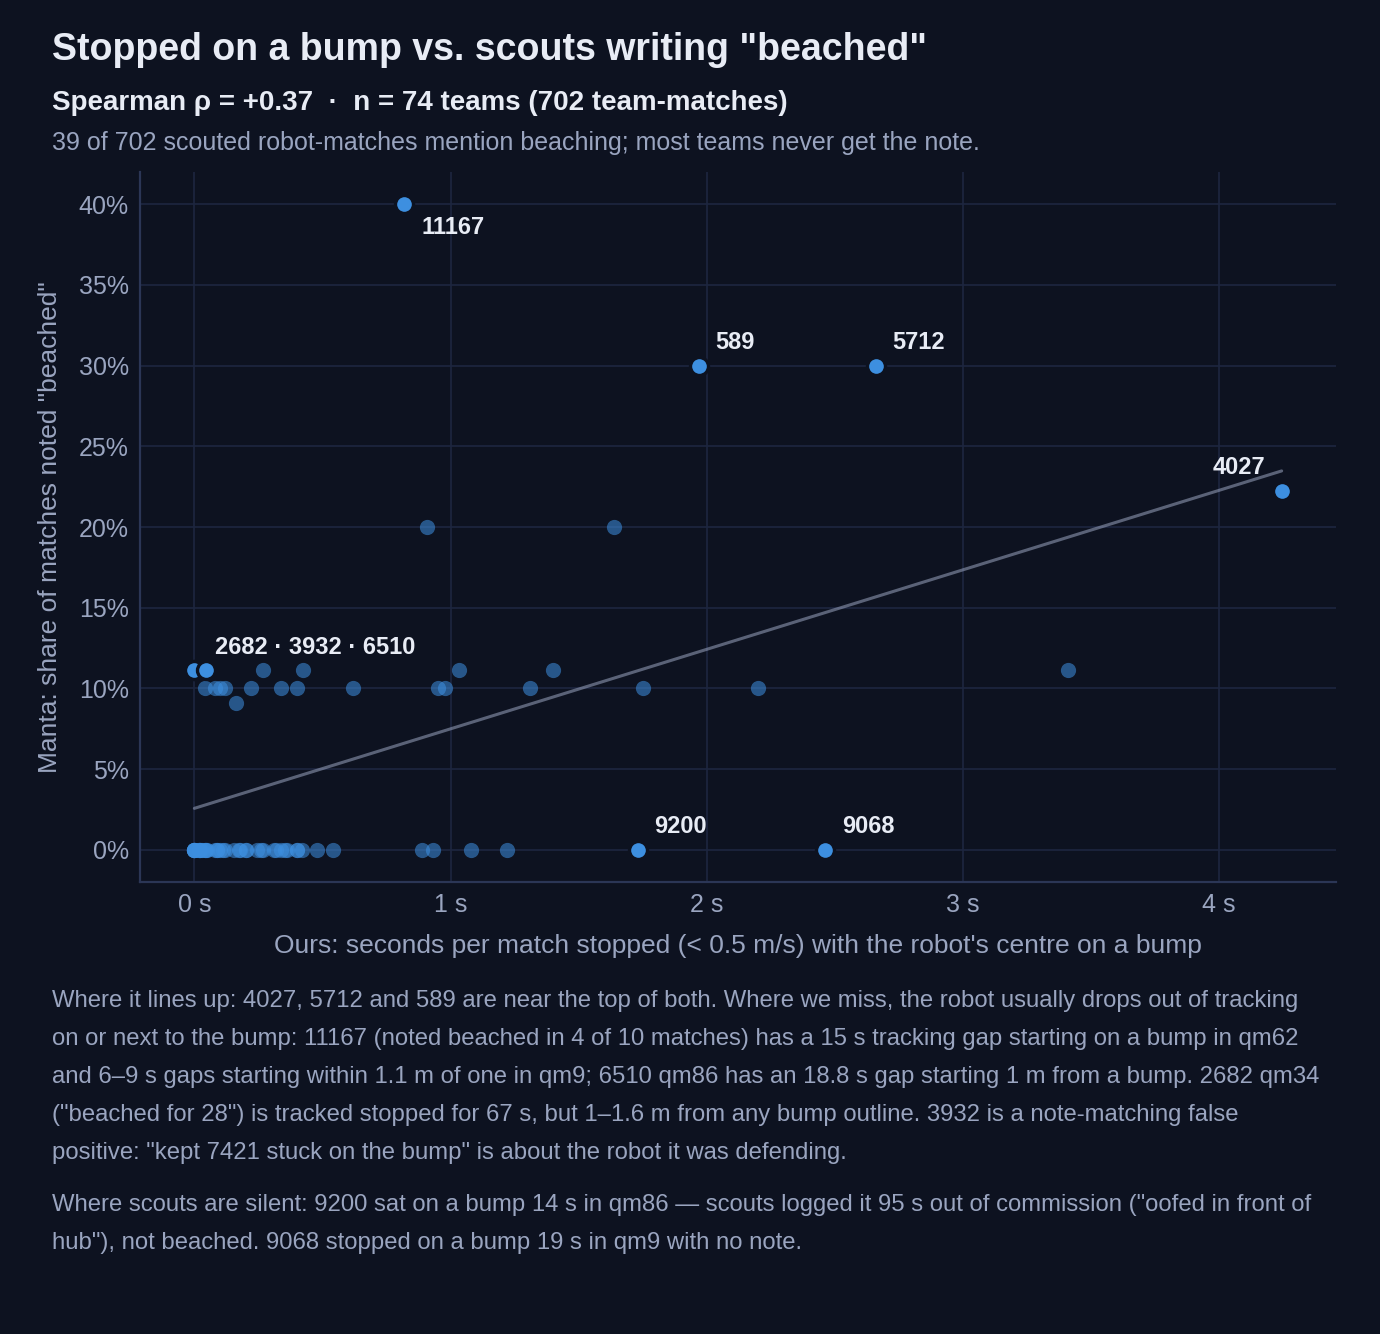 Stopped on a bump vs. scouts writing "beached"
Spearman ρ = +0.37 · n = 74 teams (702 team-matches)
39 of 702 scouted robot-matches mention beaching; most teams never get the note.
40%
11167
35%
589
5712
30%
25%
4027
20%
15%
2682 · 3932 · 6510
10%
5%
9200
9068
0%
Manta: share of matches noted "beached"
0 s
1 s
2 s
3 s
4 s
Ours: seconds per match stopped (< 0.5 m/s) with the robot's centre on a bump
Where it lines up: 4027, 5712 and 589 are near the top of both. Where we miss, the robot usually drops out of tracking
on or next to the bump: 11167 (noted beached in 4 of 10 matches) has a 15 s tracking gap starting on a bump in qm62
and 6–9 s gaps starting within 1.1 m of one in qm9; 6510 qm86 has an 18.8 s gap starting 1 m from a bump. 2682 qm34
("beached for 28") is tracked stopped for 67 s, but 1–1.6 m from any bump outline. 3932 is a note-matching false
positive: "kept 7421 stuck on the bump" is about the robot it was defending.
Where scouts are silent: 9200 sat on a bump 14 s in qm86 — scouts logged it 95 s out of commission ("oofed in front of
hub"), not beached. 9068 stopped on a bump 19 s in qm9 with no note.